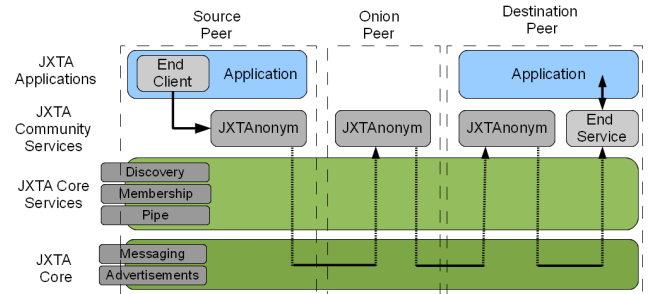 Source
Peer
Onion
Peer
Destination
Peer
JXTA
Applications
End
Client
Application
Application
JXTA
Community
Services
JXTAnonym
JXTAnonym
JXTAnonym
End
Service
JXTA Core
Services
Discovery
Membership
Pipe
JXTA
Core
Messaging
Advertisements